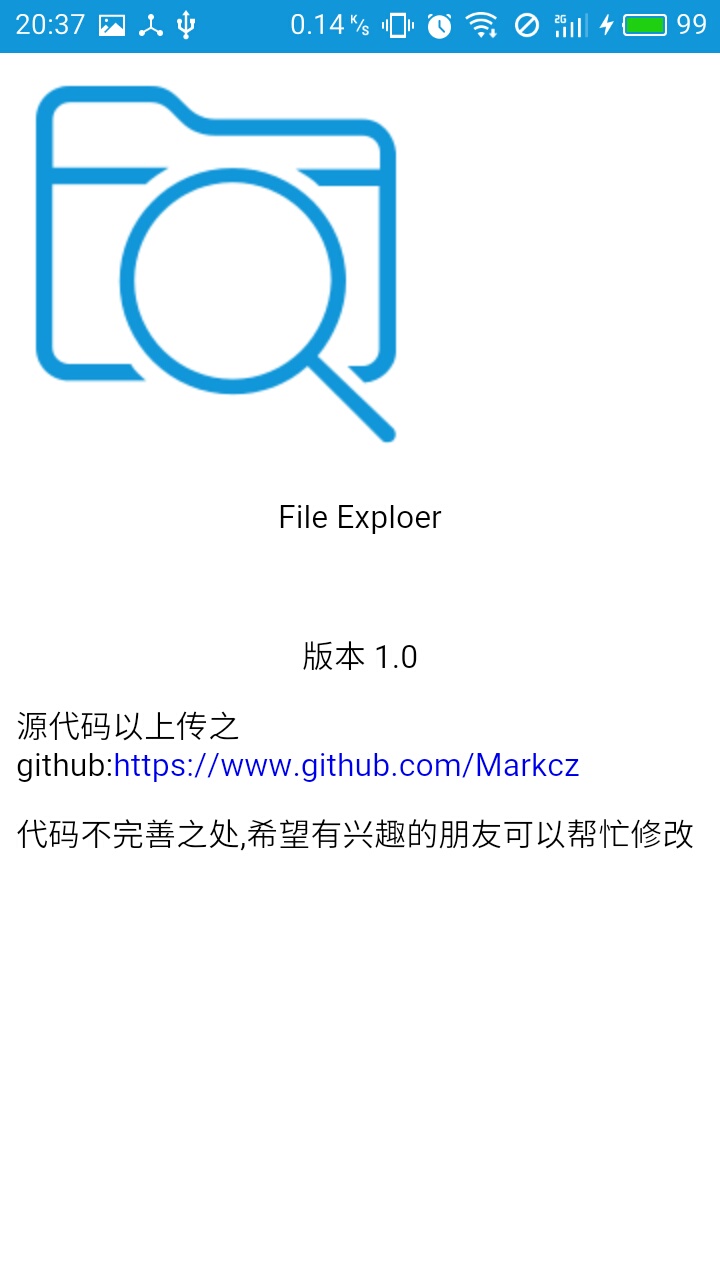 20:37 0.14 K/s 2G 99
File Exploer
版本 1.0
源代码以上传之
github:https://www.github.com/Markcz
代码不完善之处,希望有兴趣的朋友可以帮忙修改